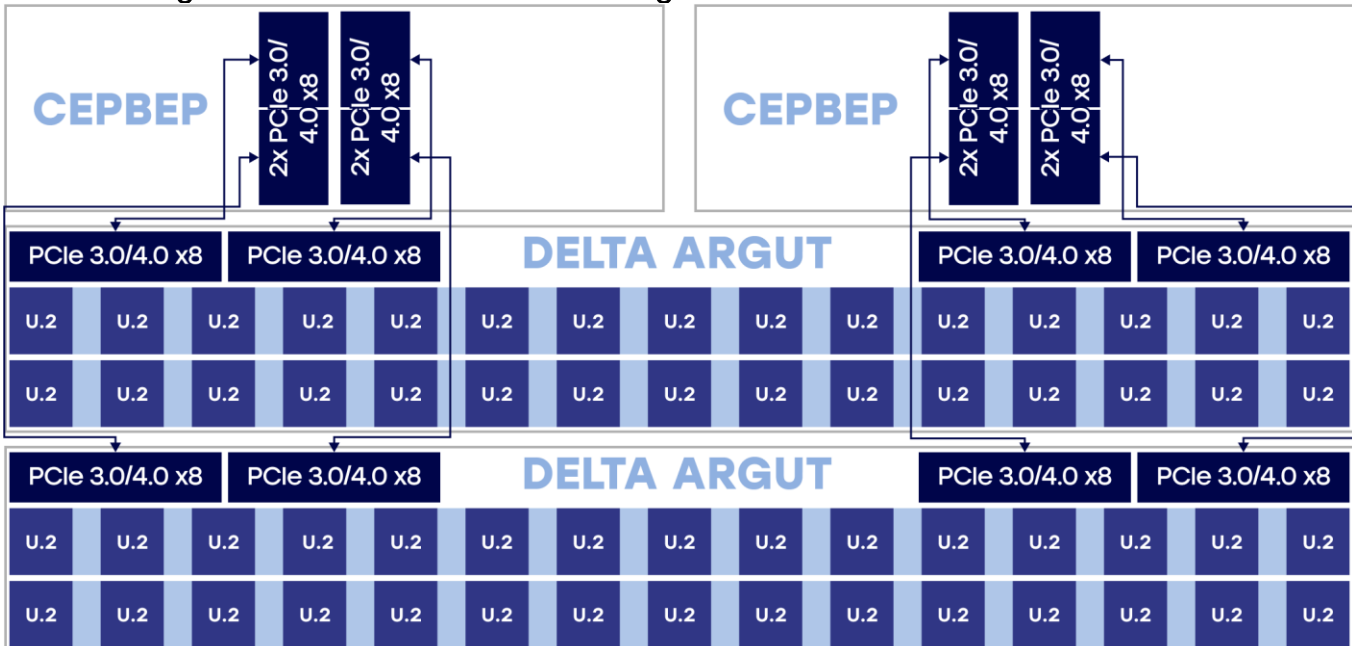 СЕРВЕР
2x PCIe 3.0/
4.0 x8
2x PCIe 3.0/
4.0 x8
СЕРВЕР
2x PCIe 3.0/
4.0 x8
2x PCIe 3.0/
4.0 x8
PCIe 3.0/4.0 x8 PCIe 3.0/4.0 x8 DELTA ARGUT PCIe 3.0/4.0 x8 PCIe 3.0/4.0 x8
U.2 U.2 U.2 U.2 U.2 U.2 U.2 U.2 U.2 U.2 U.2 U.2 U.2 U.2 U.2
U.2 U.2 U.2 U.2 U.2 U.2 U.2 U.2 U.2 U.2 U.2 U.2 U.2 U.2 U.2
PCIe 3.0/4.0 x8 PCIe 3.0/4.0 x8 DELTA ARGUT PCIe 3.0/4.0 x8 PCIe 3.0/4.0 x8
U.2 U.2 U.2 U.2 U.2 U.2 U.2 U.2 U.2 U.2 U.2 U.2 U.2 U.2 U.2
U.2 U.2 U.2 U.2 U.2 U.2 U.2 U.2 U.2 U.2 U.2 U.2 U.2 U.2 U.2